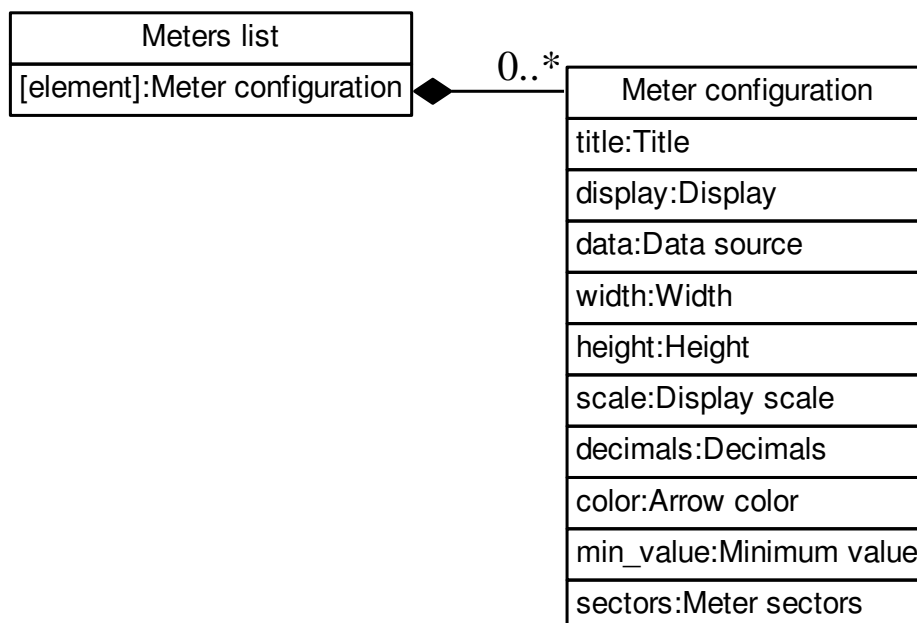 Meters list
[element]:Meter configuration
0..*
Meter configuration
title:Title
display:Display
data:Data source
width:Width
height:Height
scale:Display scale
decimals:Decimals
color:Arrow color
min_value:Minimum value
sectors:Meter sectors